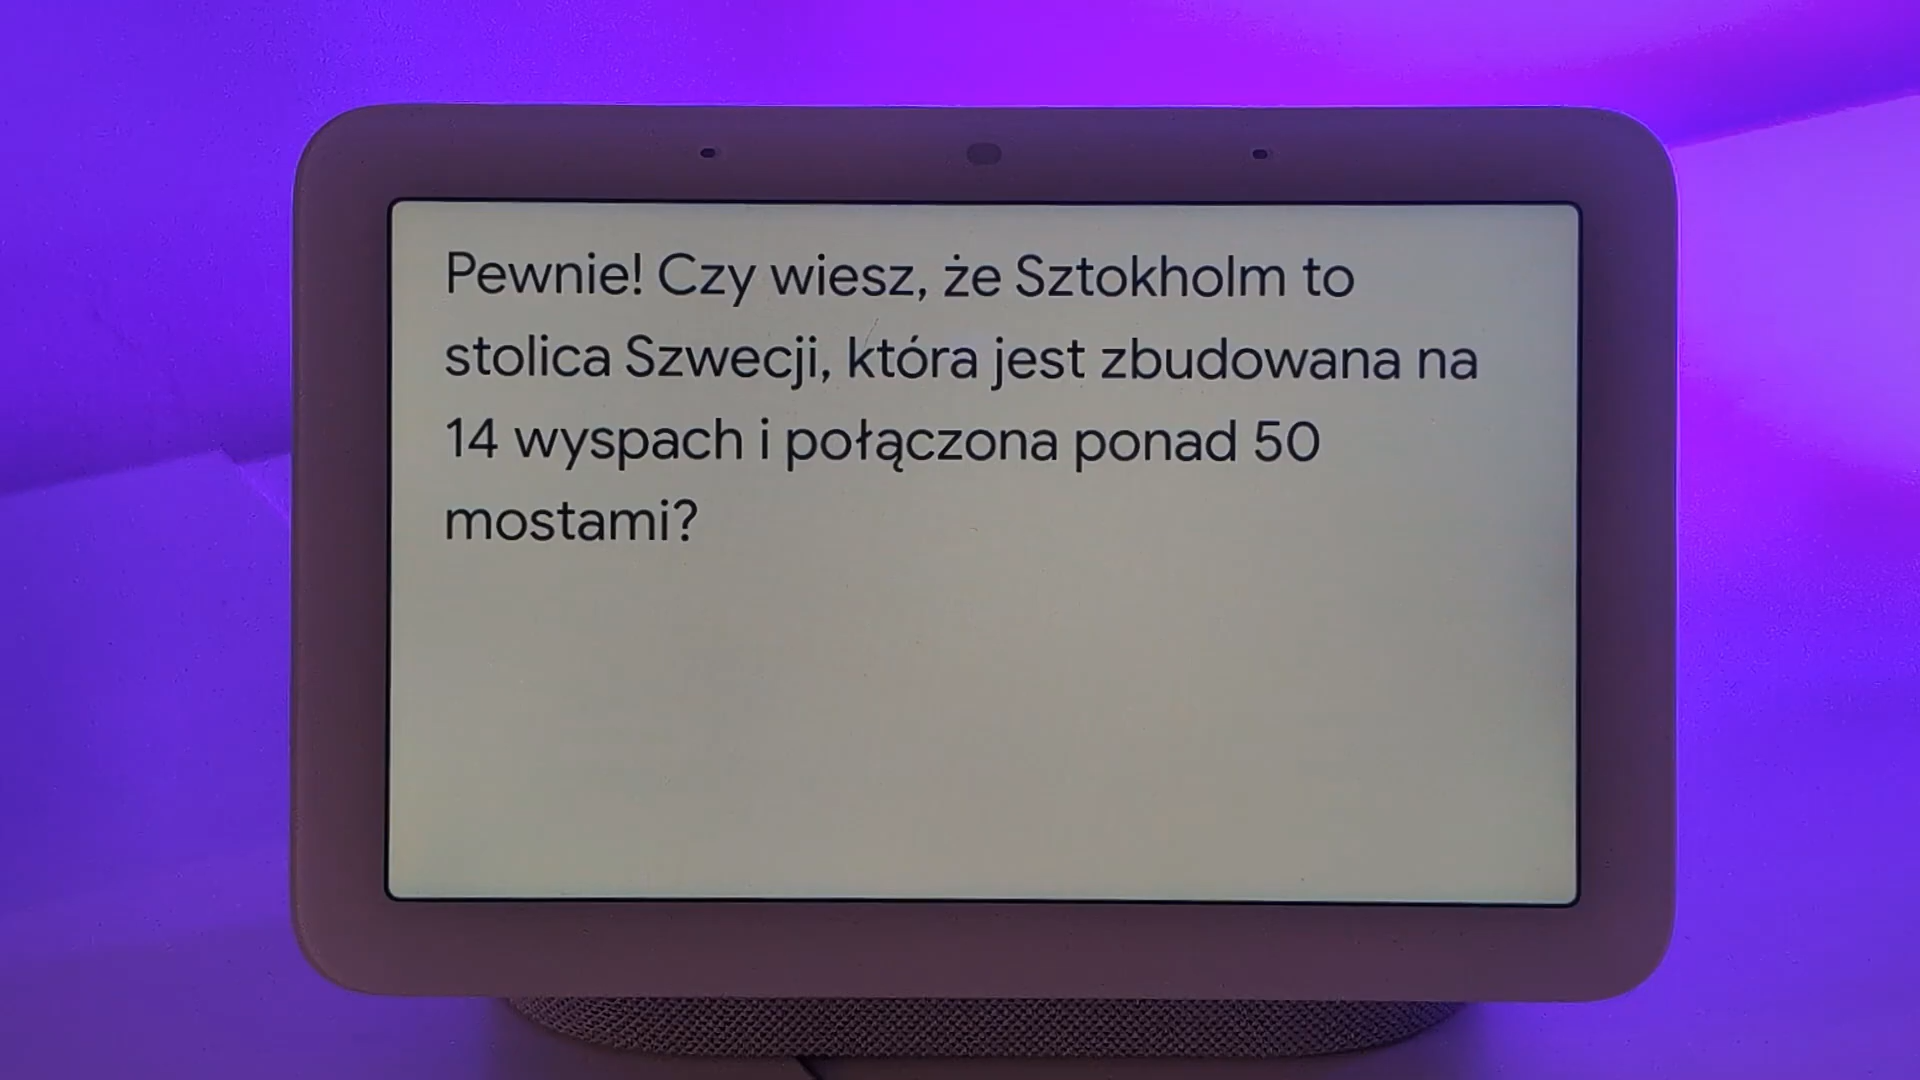 Pewnie! Czy wiesz, że Sztokholm to
stolica Szwecji, która jest zbudowana na
14 wyspach i połączona ponad 50
mostami?